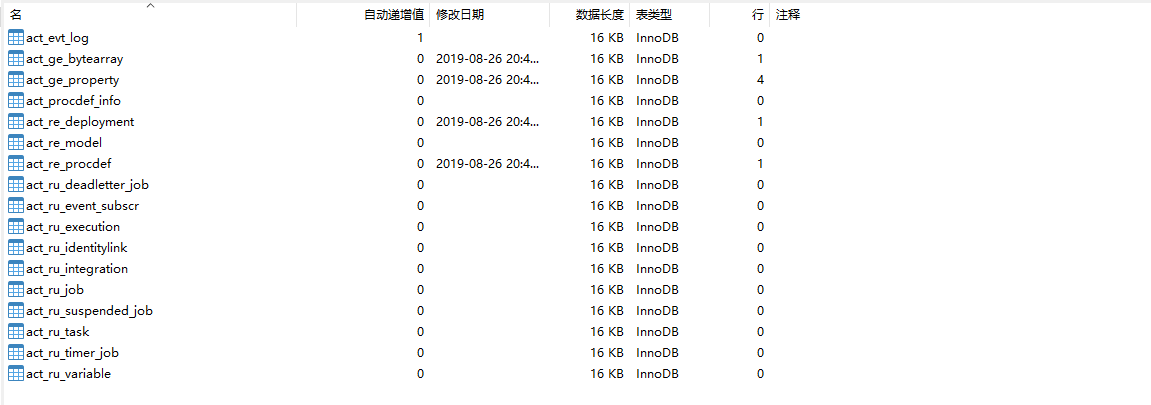 名 自动递增值 修改日期 数据长度 表类型 行 注释
act_evt_log 1 16 KB InnoDB 0
act_ge_bytearray 0 2019-08-26 20:4... 16 KB InnoDB 1
act_ge_property 0 2019-08-26 20:4... 16 KB InnoDB 4
act_procdef_info 0 16 KB InnoDB 0
act_re_deployment 0 2019-08-26 20:4... 16 KB InnoDB 1
act_re_model 0 16 KB InnoDB 0
act_re_procdef 0 2019-08-26 20:4... 16 KB InnoDB 1
act_ru_deadletter_job 0 16 KB InnoDB 0
act_ru_event_subscr 0 16 KB InnoDB 0
act_ru_execution 0 16 KB InnoDB 0
act_ru_identitylink 0 16 KB InnoDB 0
act_ru_integration 0 16 KB InnoDB 0
act_ru_job 0 16 KB InnoDB 0
act_ru_suspended_job 0 16 KB InnoDB 0
act_ru_task 0 16 KB InnoDB 0
act_ru_timer_job 0 16 KB InnoDB 0
act_ru_variable 0 16 KB InnoDB 0